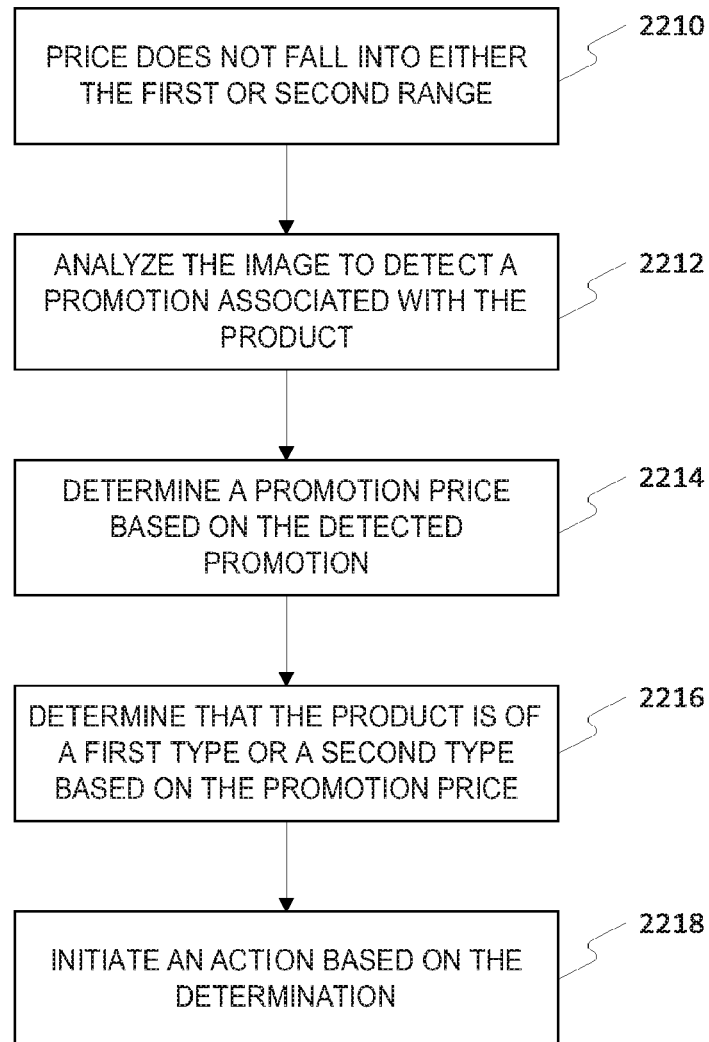 2210
PRICE DOES NOT FALL INTO EITHER
THE FIRST OR SECOND RANGE
2212
ANALYZE THE IMAGE TO DETECT A
PROMOTION ASSOCIATED WITH THE
PRODUCT
2214
DETERMINE A PROMOTION PRICE
BASED ON THE DETECTED
PROMOTION
2216
DETERMINE THAT THE PRODUCT IS OF
A FIRST TYPE OR A SECOND TYPE
BASED ON THE PROMOTION PRICE
2218
INITIATE AN ACTION BASED ON THE
DETERMINATION